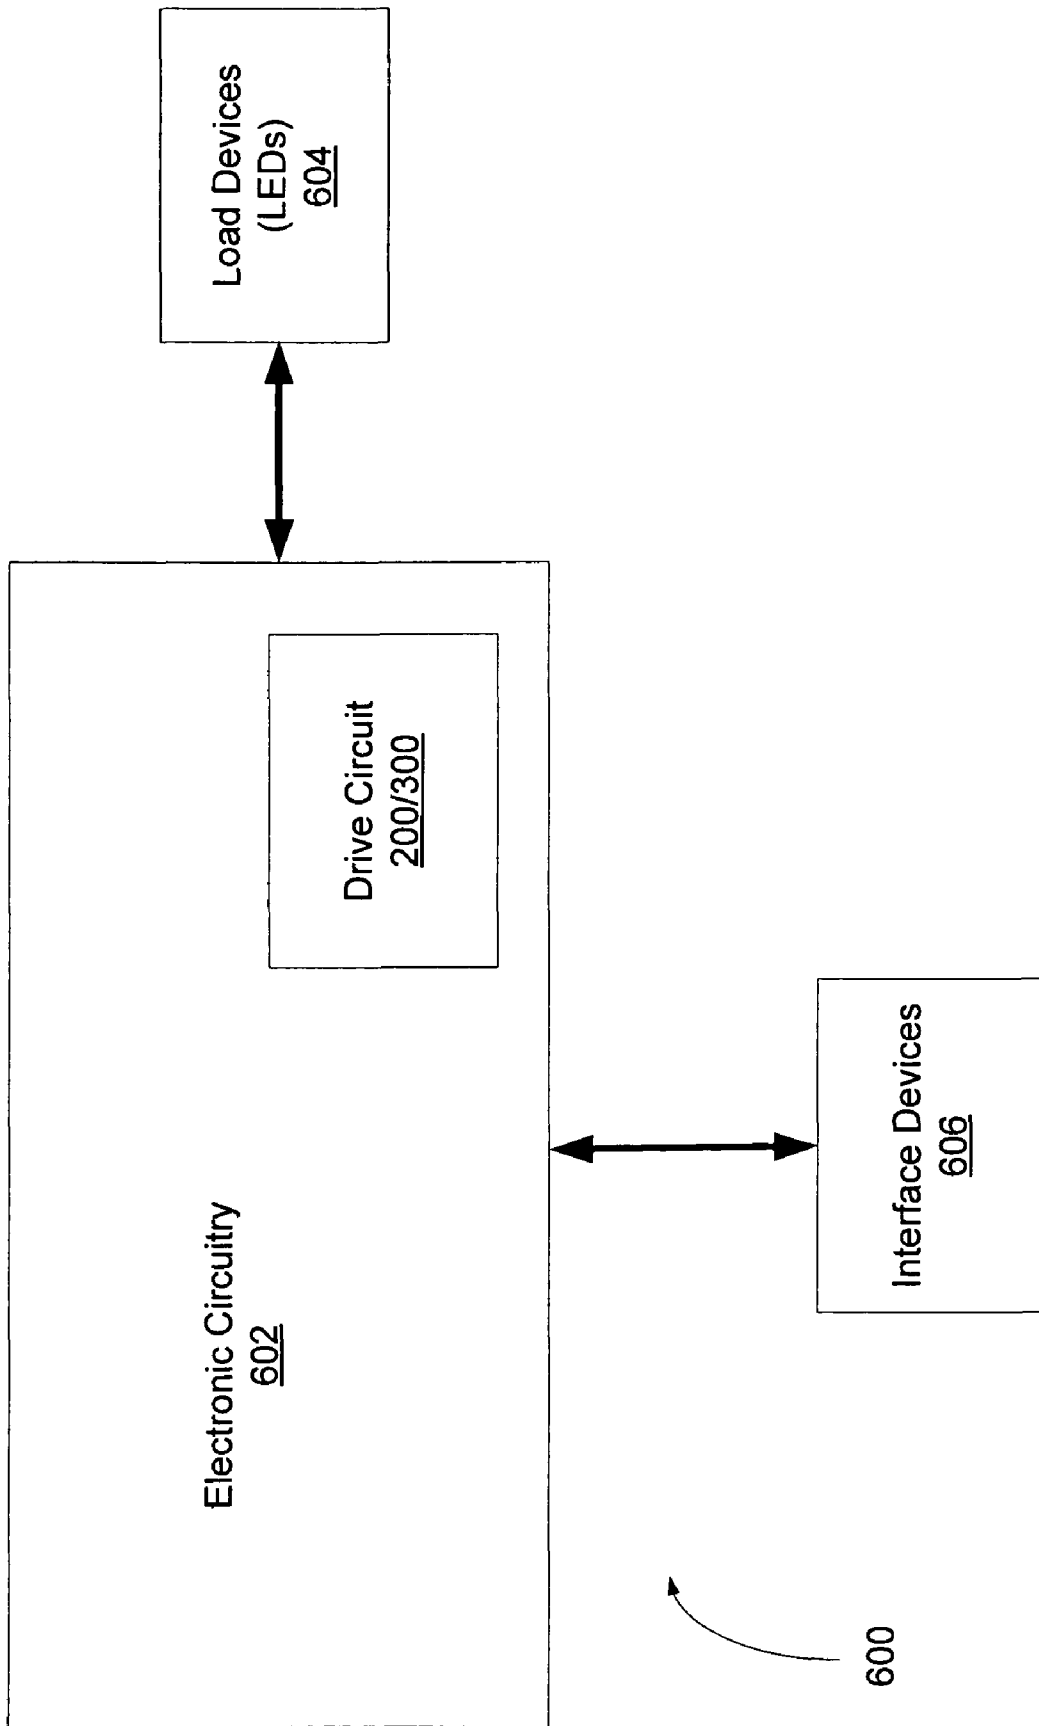 Electronic Circuitry
602
Drive Circuit
200/300
Load Devices
(LEDs)
604
Interface Devices
606
600